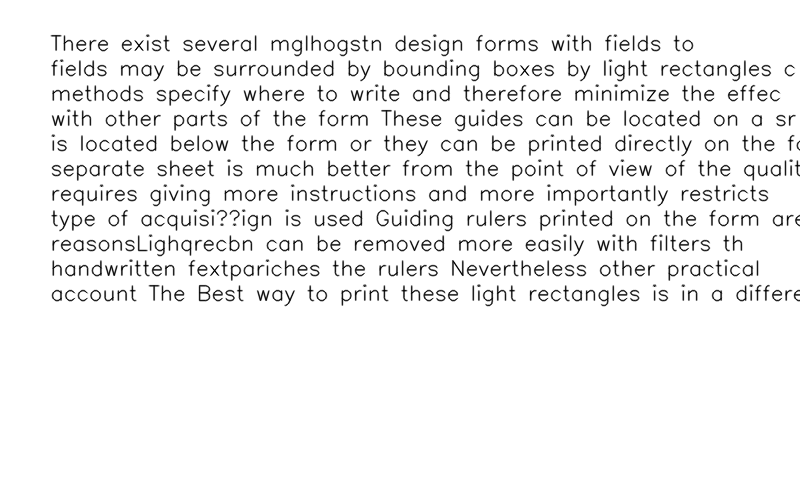 There exist several mglhogstn design forms with fields to
fields may be surrounded by bounding boxes by light rectangles c
methods specify where to write and therefore minimize the effec
with other parts of the form These guides can be located on a sr
is located below the form or they can be printed directly on the fo
separate sheet is much better from the point of view of the qualit
requires giving more instructions and more importantly restricts
type of acquisi??ign is used Guiding rulers printed on the form are
reasonsLighqrecbn can be removed more easily with filters th
handwritten fextpariches the rulers Nevertheless other practical
account The Best way to print these light rectangles is in a differe